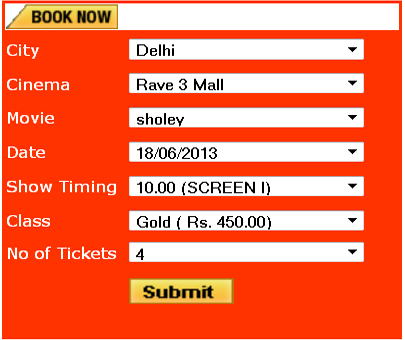 BOOK NOW
City Delhi
Cinema Rave 3 Mall
Movie sholey
Date 18/06/2013
Show Timing 10.00 (SCREEN I)
Class Gold ( Rs. 450.00)
No of Tickets 4
Submit